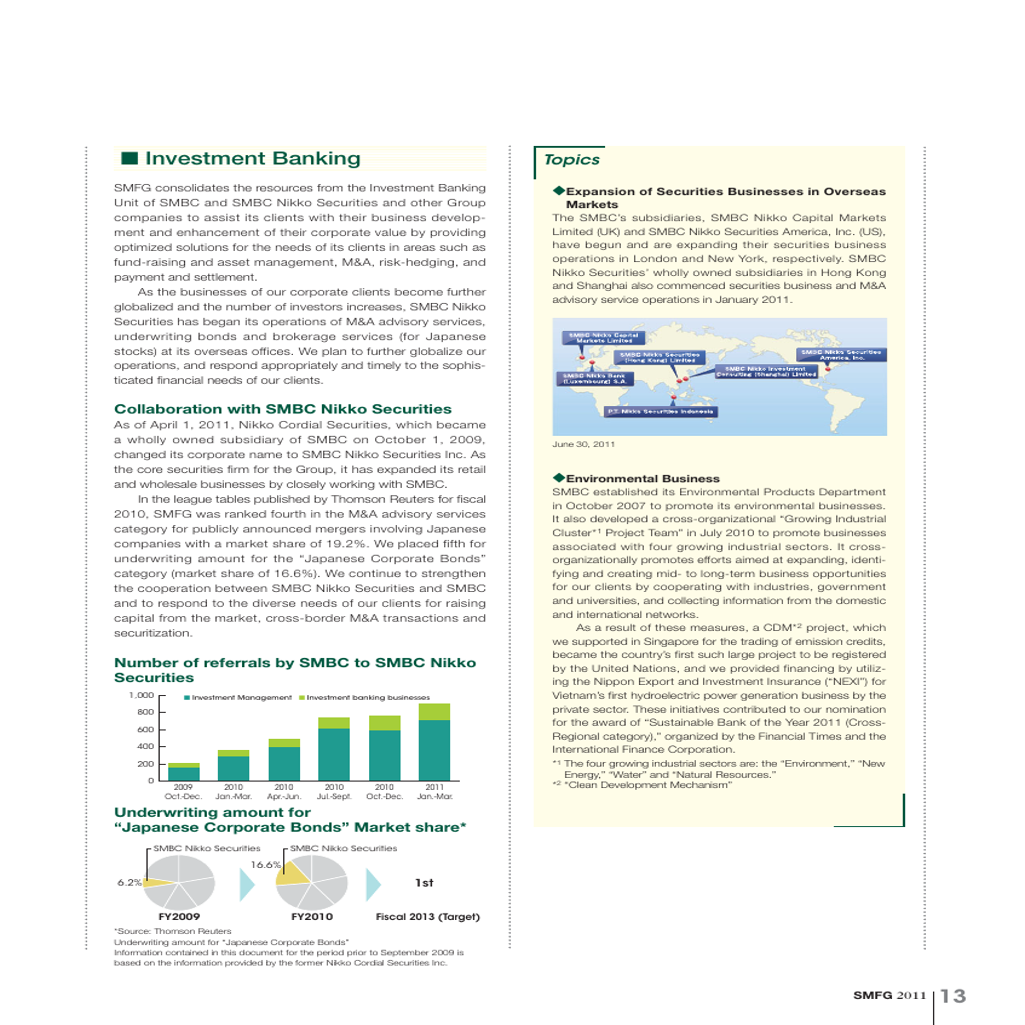 Investment Banking
SMFG consolidates the resources from the Investment Banking
Unit of SMBC and SMBC Nikko Securities and other Group
companies to assist its clients with their business develop-
ment and enhancement of their corporate value by providing
optimized solutions for the needs of its clients in areas such as
fund-raising and asset management, M&A, risk-hedging, and
payment and settlement.
As the businesses of our corporate clients become further
globalized and the number of investors increases, SMBC Nikko
Securities has began its operations of M&A advisory services,
underwriting bonds and brokerage services (for Japanese
stocks) at its overseas offices. We plan to further globalize our
operations, and respond appropriately and timely to the sophis-
ticated financial needs of our clients.
Collaboration with SMBC Nikko Securities
As of April 1, 2011, Nikko Cordial Securities, which became
a wholly owned subsidiary of SMBC on October 1, 2009,
changed its corporate name to SMBC Nikko Securities Inc. As
the core securities firm for the Group, it has expanded its retail
and wholesale businesses by closely working with SMBC.
In the league tables published by Thomson Reuters for fiscal
2010, SMFG was ranked fourth in the M&A advisory services
category for publicly announced mergers involving Japanese
companies with a market share of 19.2%. We placed fifth for
underwriting amount for the “Japanese Corporate Bonds”
category (market share of 16.6%). We continue to strengthen
the cooperation between SMBC Nikko Securities and SMBC
and to respond to the diverse needs of our clients for raising
capital from the market, cross-border M&A transactions and
securitization.
Number of referrals by SMBC to SMBC Nikko
Securities
1,000
Investment Management Investment banking businesses
800
600
400
200
0
2009 2010 2010 2010 2010 2011
Oct.-Dec. Jan.-Mar. Apr.-Jun. Jul.-Sept. Oct.-Dec. Jan.-Mar.
Underwriting amount for
“Japanese Corporate Bonds” Market share*
SMBC Nikko Securities SMBC Nikko Securities
16.6%
6.2%
1st
FY2009 FY2010 Fiscal 2013 (Target)
*Source: Thomson Reuters
Underwriting amount for “Japanese Corporate Bonds”
Information contained in this document for the period prior to September 2009 is
based on the information provided by the former Nikko Cordial Securities Inc.
Topics
◆Expansion of Securities Businesses in Overseas
Markets
The SMBC’s subsidiaries, SMBC Nikko Capital Markets
Limited (UK) and SMBC Nikko Securities America, Inc. (US),
have begun and are expanding their securities business
operations in London and New York, respectively. SMBC
Nikko Securities’ wholly owned subsidiaries in Hong Kong
and Shanghai also commenced securities business and M&A
advisory service operations in January 2011.
SMBC Nikko Capital
Markets Limited
SMBC Nikko Securities
(Hong Kong) Limited
SMBC Nikko Securities
America, Inc.
SMBC Nikko Investment
Consulting (Shanghai) Limited
SMBC Nikko Bank
(Luxembourg) S.A.
P.T. Nikko Securities Indonesia
June 30, 2011
◆Environmental Business
SMBC established its Environmental Products Department
in October 2007 to promote its environmental businesses.
It also developed a cross-organizational “Growing Industrial
Cluster*1 Project Team” in July 2010 to promote businesses
associated with four growing industrial sectors. It cross-
organizationally promotes efforts aimed at expanding, identi-
fying and creating mid- to long-term business opportunities
for our clients by cooperating with industries, government
and universities, and collecting information from the domestic
and international networks.
As a result of these measures, a CDM*2 project, which
we supported in Singapore for the trading of emission credits,
became the country’s first such large project to be registered
by the United Nations, and we provided financing by utiliz-
ing the Nippon Export and Investment Insurance (“NEXI”) for
Vietnam’s first hydroelectric power generation business by the
private sector. These initiatives contributed to our nomination
for the award of “Sustainable Bank of the Year 2011 (Cross-
Regional category),” organized by the Financial Times and the
International Finance Corporation.
*1 The four growing industrial sectors are: the “Environment,” “New
Energy,” “Water” and “Natural Resources.”
*2 “Clean Development Mechanism”
SMFG 2011 13